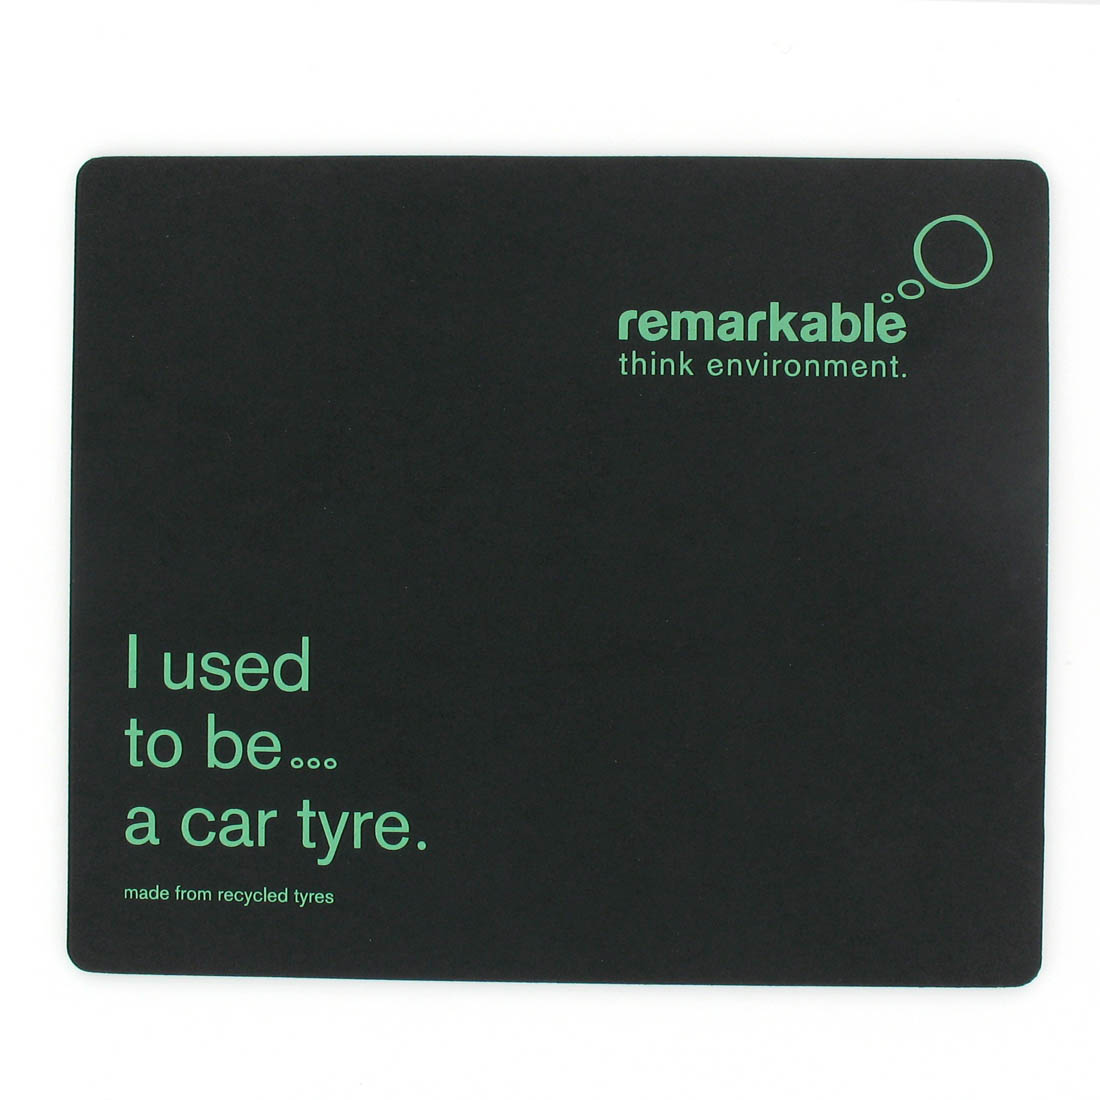 remarkable
think environment.
I used
to be...
a car tyre.
made from recycled tyres